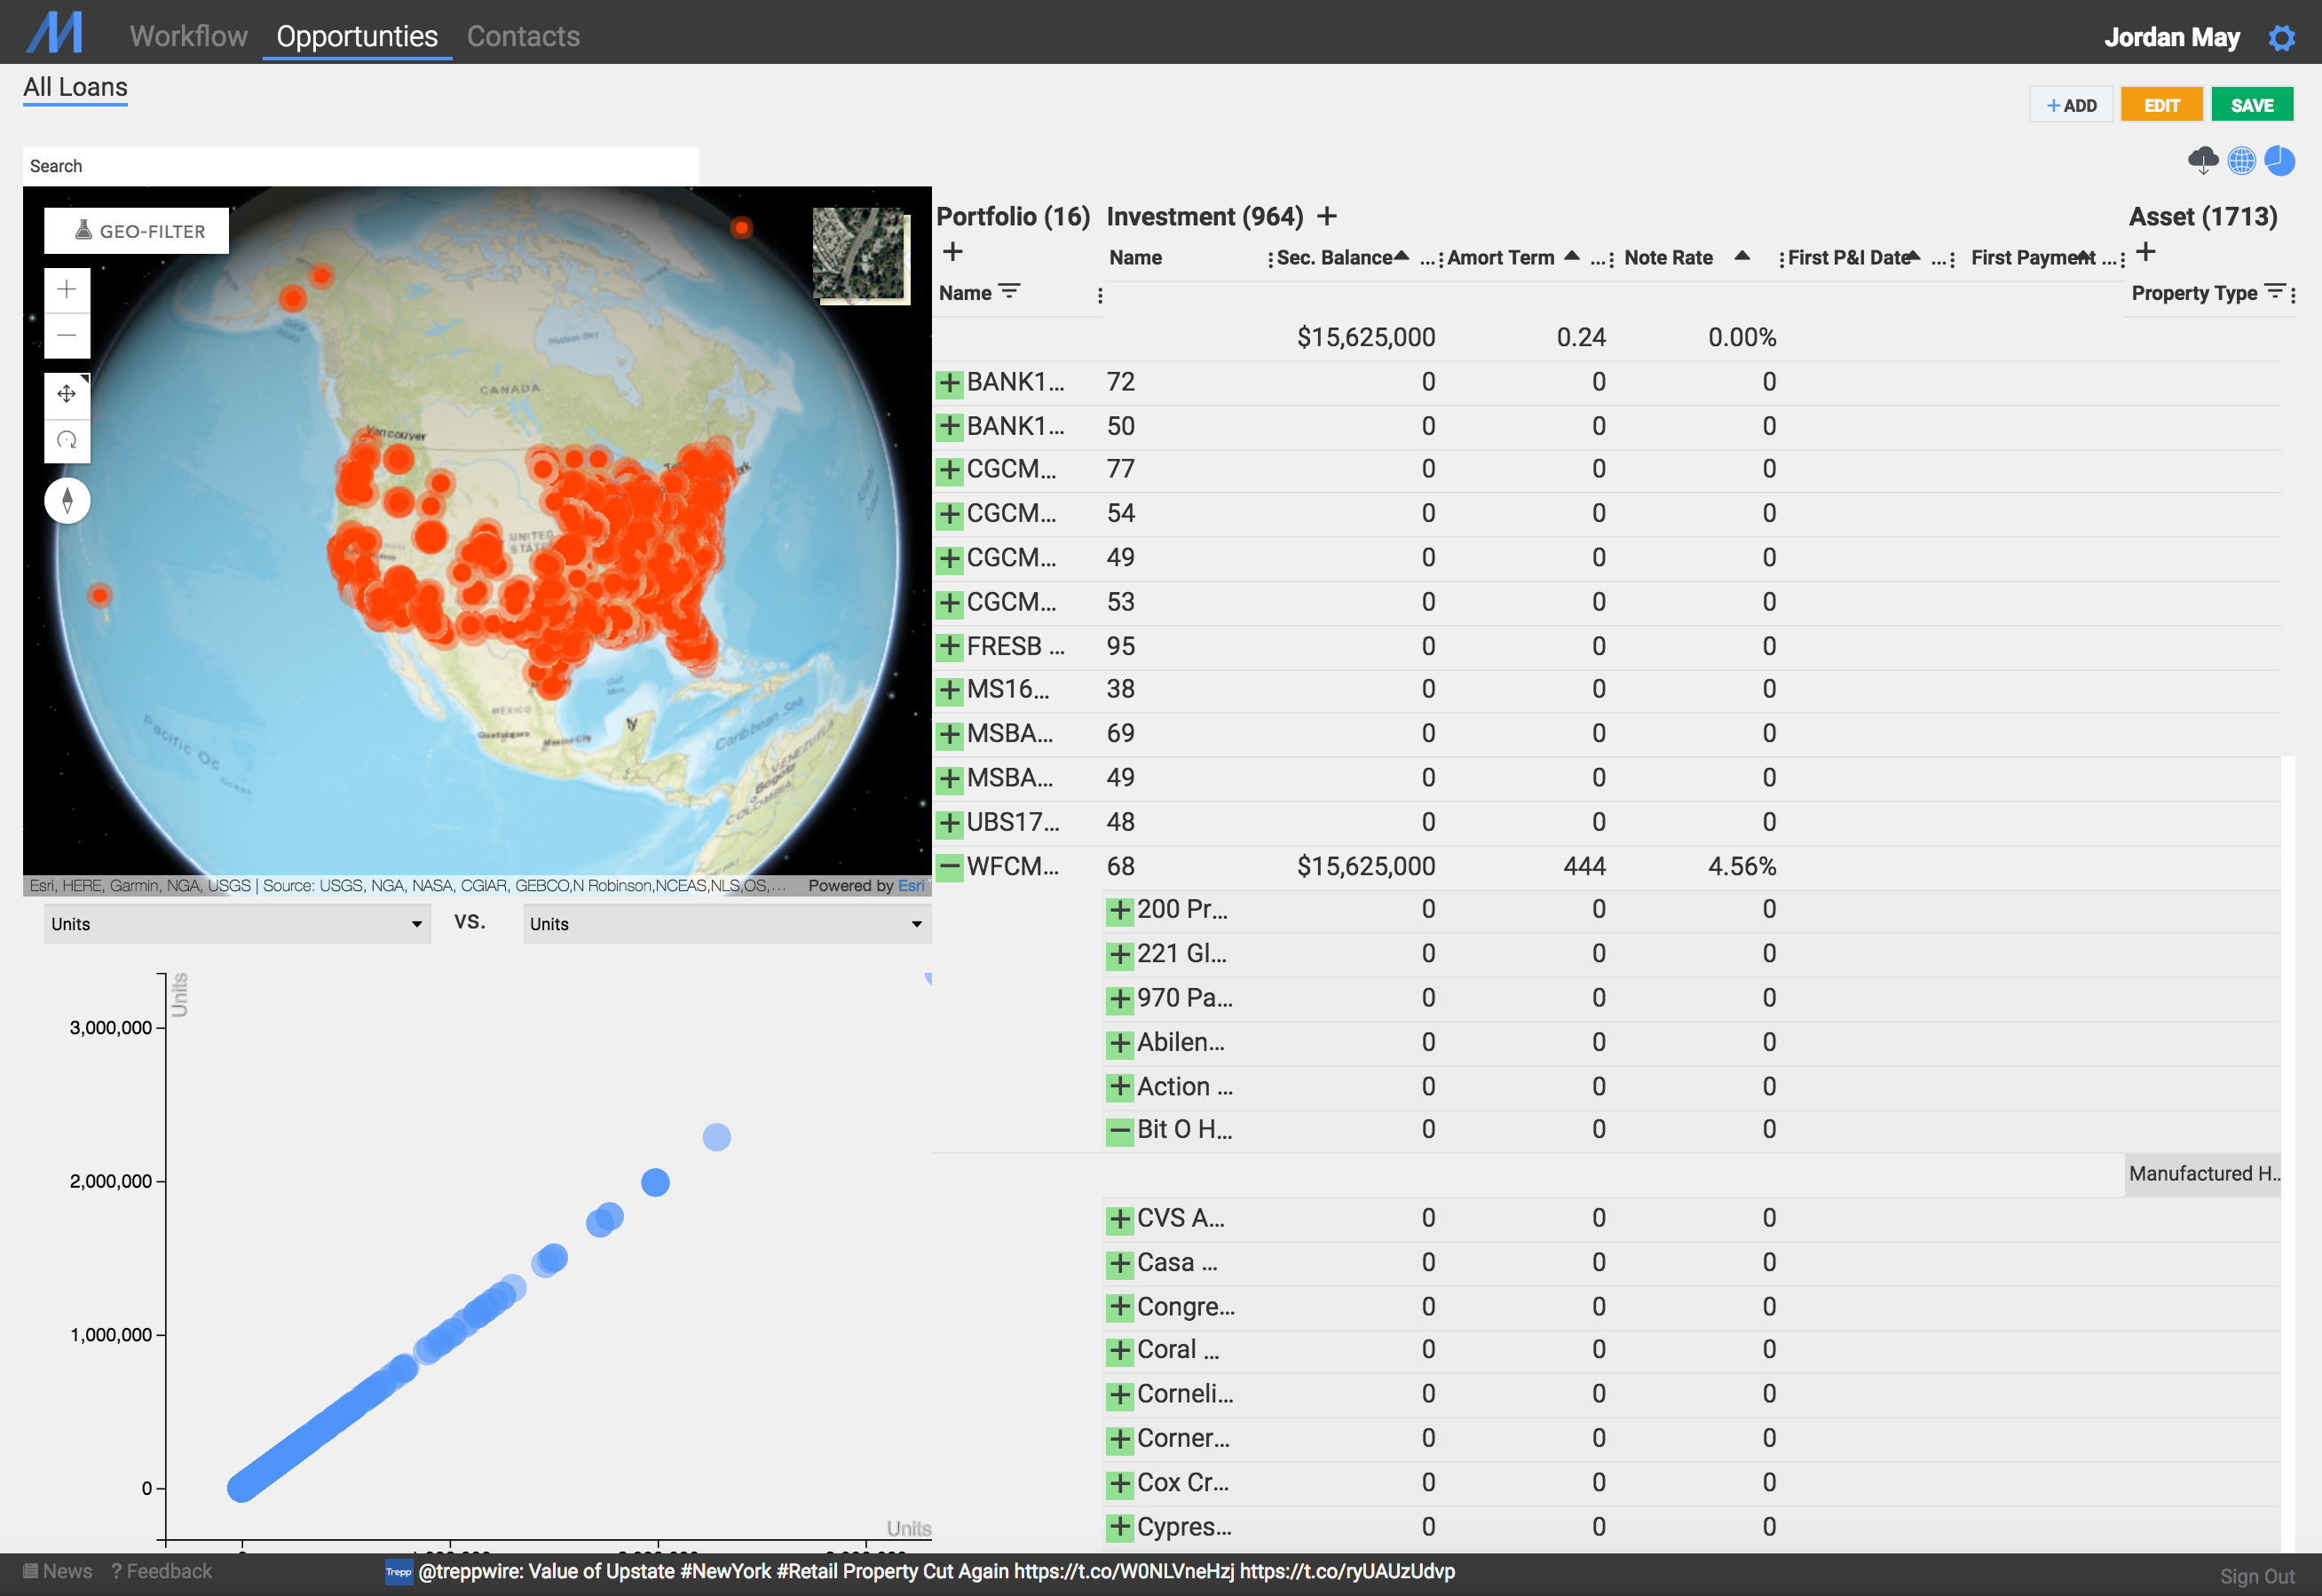 Workflow Opportunties Contacts
Jordan May
All Loans
+ ADD EDIT SAVE
Search
GEO-FILTER
Hudson Bay
CANADA
Vancouver
UNITED
STATES
Gulf
MÉXICO
Guadalajara
Mexico City
Caribbean Sea
VENEZUELA
Bogotá
COLOMBIA
Pacific Oc
ocean
Esri, HERE, Garmin, NGA, USGS | Source: USGS, NGA, NASA, CGIAR, GEBCO,N Robinson,NCEAS,NLS,OS,... Powered by Esri
Units VS. Units
Units
3,000,000
2,000,000
1,000,000
0
Units
Portfolio (16) Investment (964) + Asset (1713)
+ +
Name Sec. Balance ... Amort Term ... Note Rate First P&I Date ... First Payment ...
Name Property Type
$15,625,000 0.24 0.00%
BANK1... 72 0 0 0
BANK1... 50 0 0 0
CGCM... 77 0 0 0
CGCM... 54 0 0 0
CGCM... 49 0 0 0
CGCM... 53 0 0 0
FRESB ... 95 0 0 0
MS16... 38 0 0 0
MSBA... 69 0 0 0
MSBA... 49 0 0 0
UBS17... 48 0 0 0
WFCM... 68 $15,625,000 444 4.56%
200 Pr... 0 0 0
221 Gl... 0 0 0
970 Pa... 0 0 0
Abilen... 0 0 0
Action ... 0 0 0
Bit O H... 0 0 0
Manufactured H...
CVS A... 0 0 0
Casa ... 0 0 0
Congre... 0 0 0
Coral ... 0 0 0
Corneli... 0 0 0
Corner... 0 0 0
Cox Cr... 0 0 0
Cypres... 0 0 0
News ? Feedback
Trepp @treppwire: Value of Upstate #NewYork #Retail Property Cut Again https://t.co/W0NLVneHzj https://t.co/ryUAUzUdvp
Sign Out